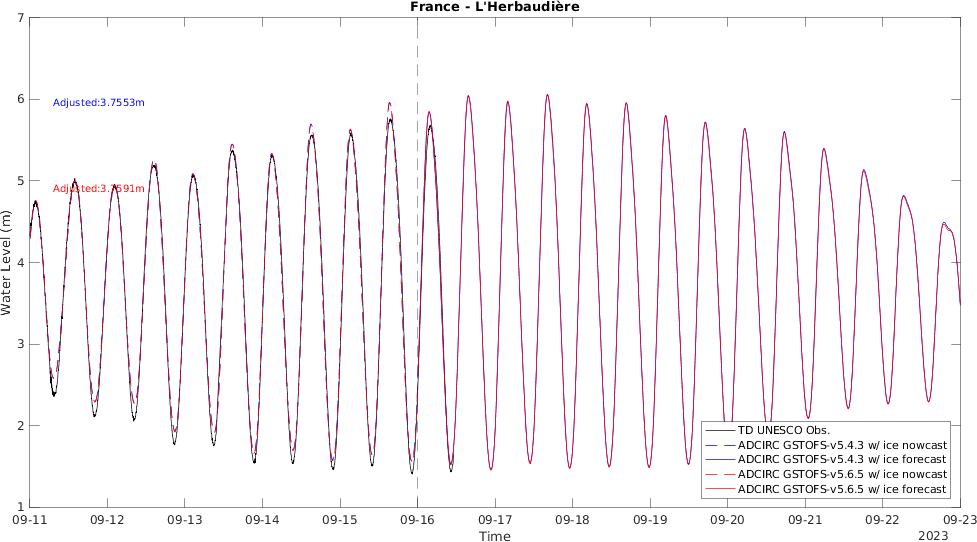 France - L'Herbaudière
7
6
5
4
3
2
1
Water Level (m)
Adjusted:3.7553m
Adjusted:3.7591m
TD UNESCO Obs.
ADCIRC GSTOFS-v5.4.3 w/ ice nowcast
ADCIRC GSTOFS-v5.4.3 w/ ice forecast
ADCIRC GSTOFS-v5.6.5 w/ ice nowcast
ADCIRC GSTOFS-v5.6.5 w/ ice forecast
09-11 09-12 09-13 09-14 09-15 09-16 09-17 09-18 09-19 09-20 09-21 09-22 09-23
Time
2023